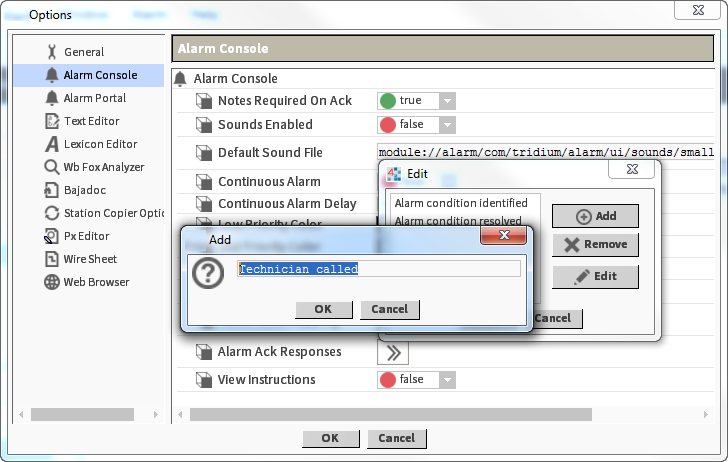 Options
General
Alarm Console
Alarm Portal
Text Editor
Lexicon Editor
Wb Fox Analyzer
Bajadoc
Station Copier Optio
Px Editor
Wire Sheet
Web Browser
Alarm Console
Alarm Console
Notes Required On Ack
true
Sounds Enabled
false
Default Sound File
module://alarm/com/tridium/alarm/ui/sounds/small
Continuous Alarm
Continuous Alarm Delay
Low Priority Color
Alarm Ack Responses
View Instructions
false
Edit
Alarm condition identified
Alarm condition resolved
Add
Remove
Edit
Cancel
Add
Technician called
OK
Cancel
OK
Cancel